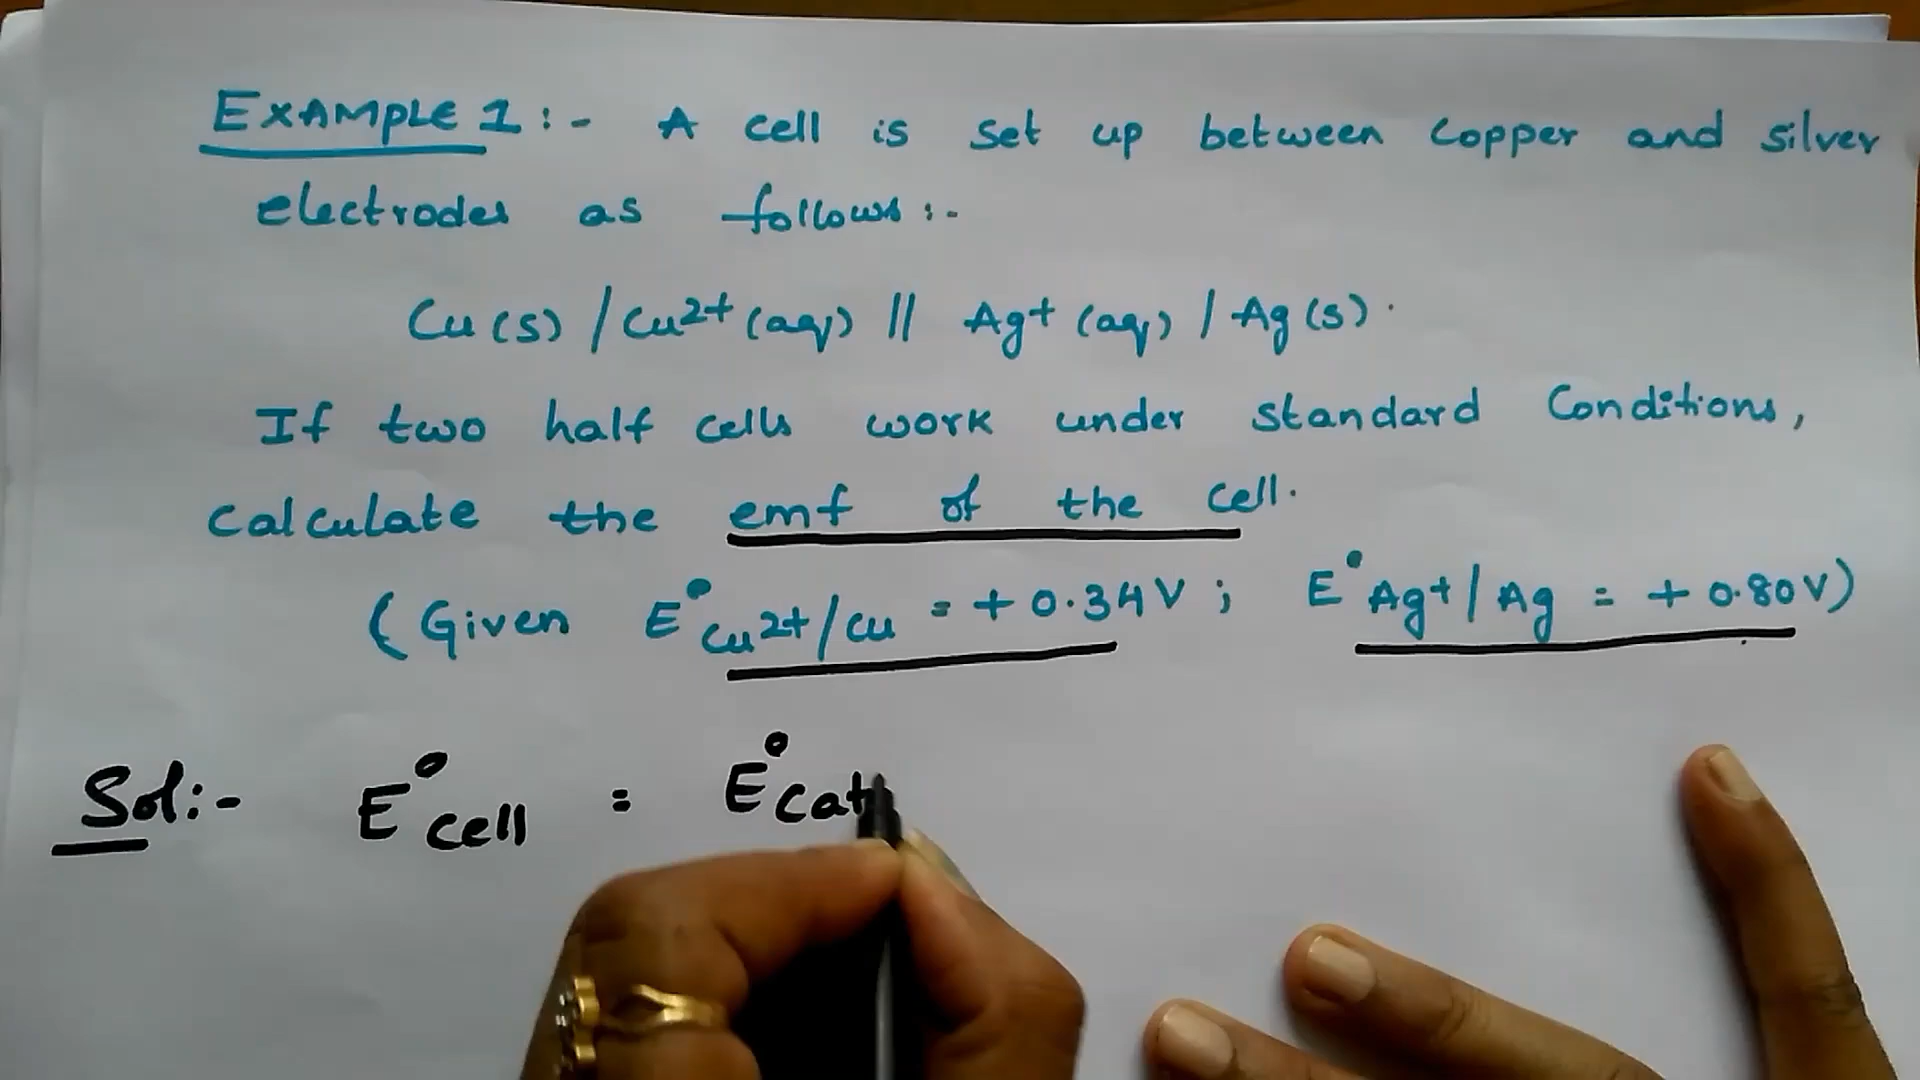 EXAMPLE 1:- A cell is set up between copper and silver
electrodes as follows:-
Cu(s) / Cu2+ (aq) // Ag+ (aq) / Ag (s).
If two half cells work under standard Conditions,
calculate the emf of the cell.
(Given E°Cu2+/Cu = +0.34V; E°Ag+/Ag = +0.80V)
Sol:- E°cell = E°cat